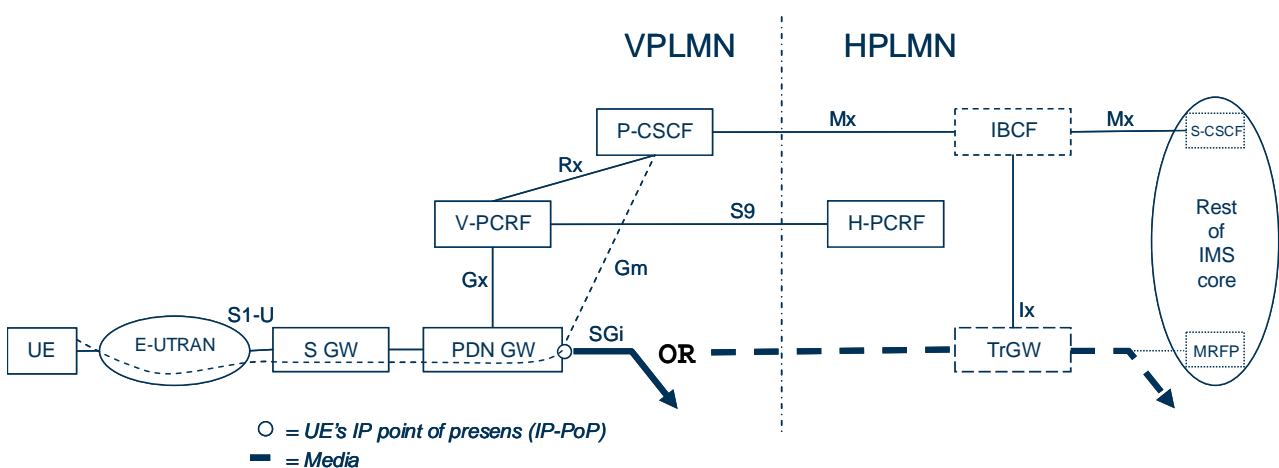 VPLMN
HPLMN
P-CSCF
Mx
IBCF
Mx
S-CSCF
Rx
V-PCRF
S9
H-PCRF
Rest
of
IMS
core
Gx
Gm
S1-U
Ix
UE
E-UTRAN
S GW
PDN GW
SGi
OR
TrGW
MRFP
= UE's IP point of presens (IP-PoP)
= Media